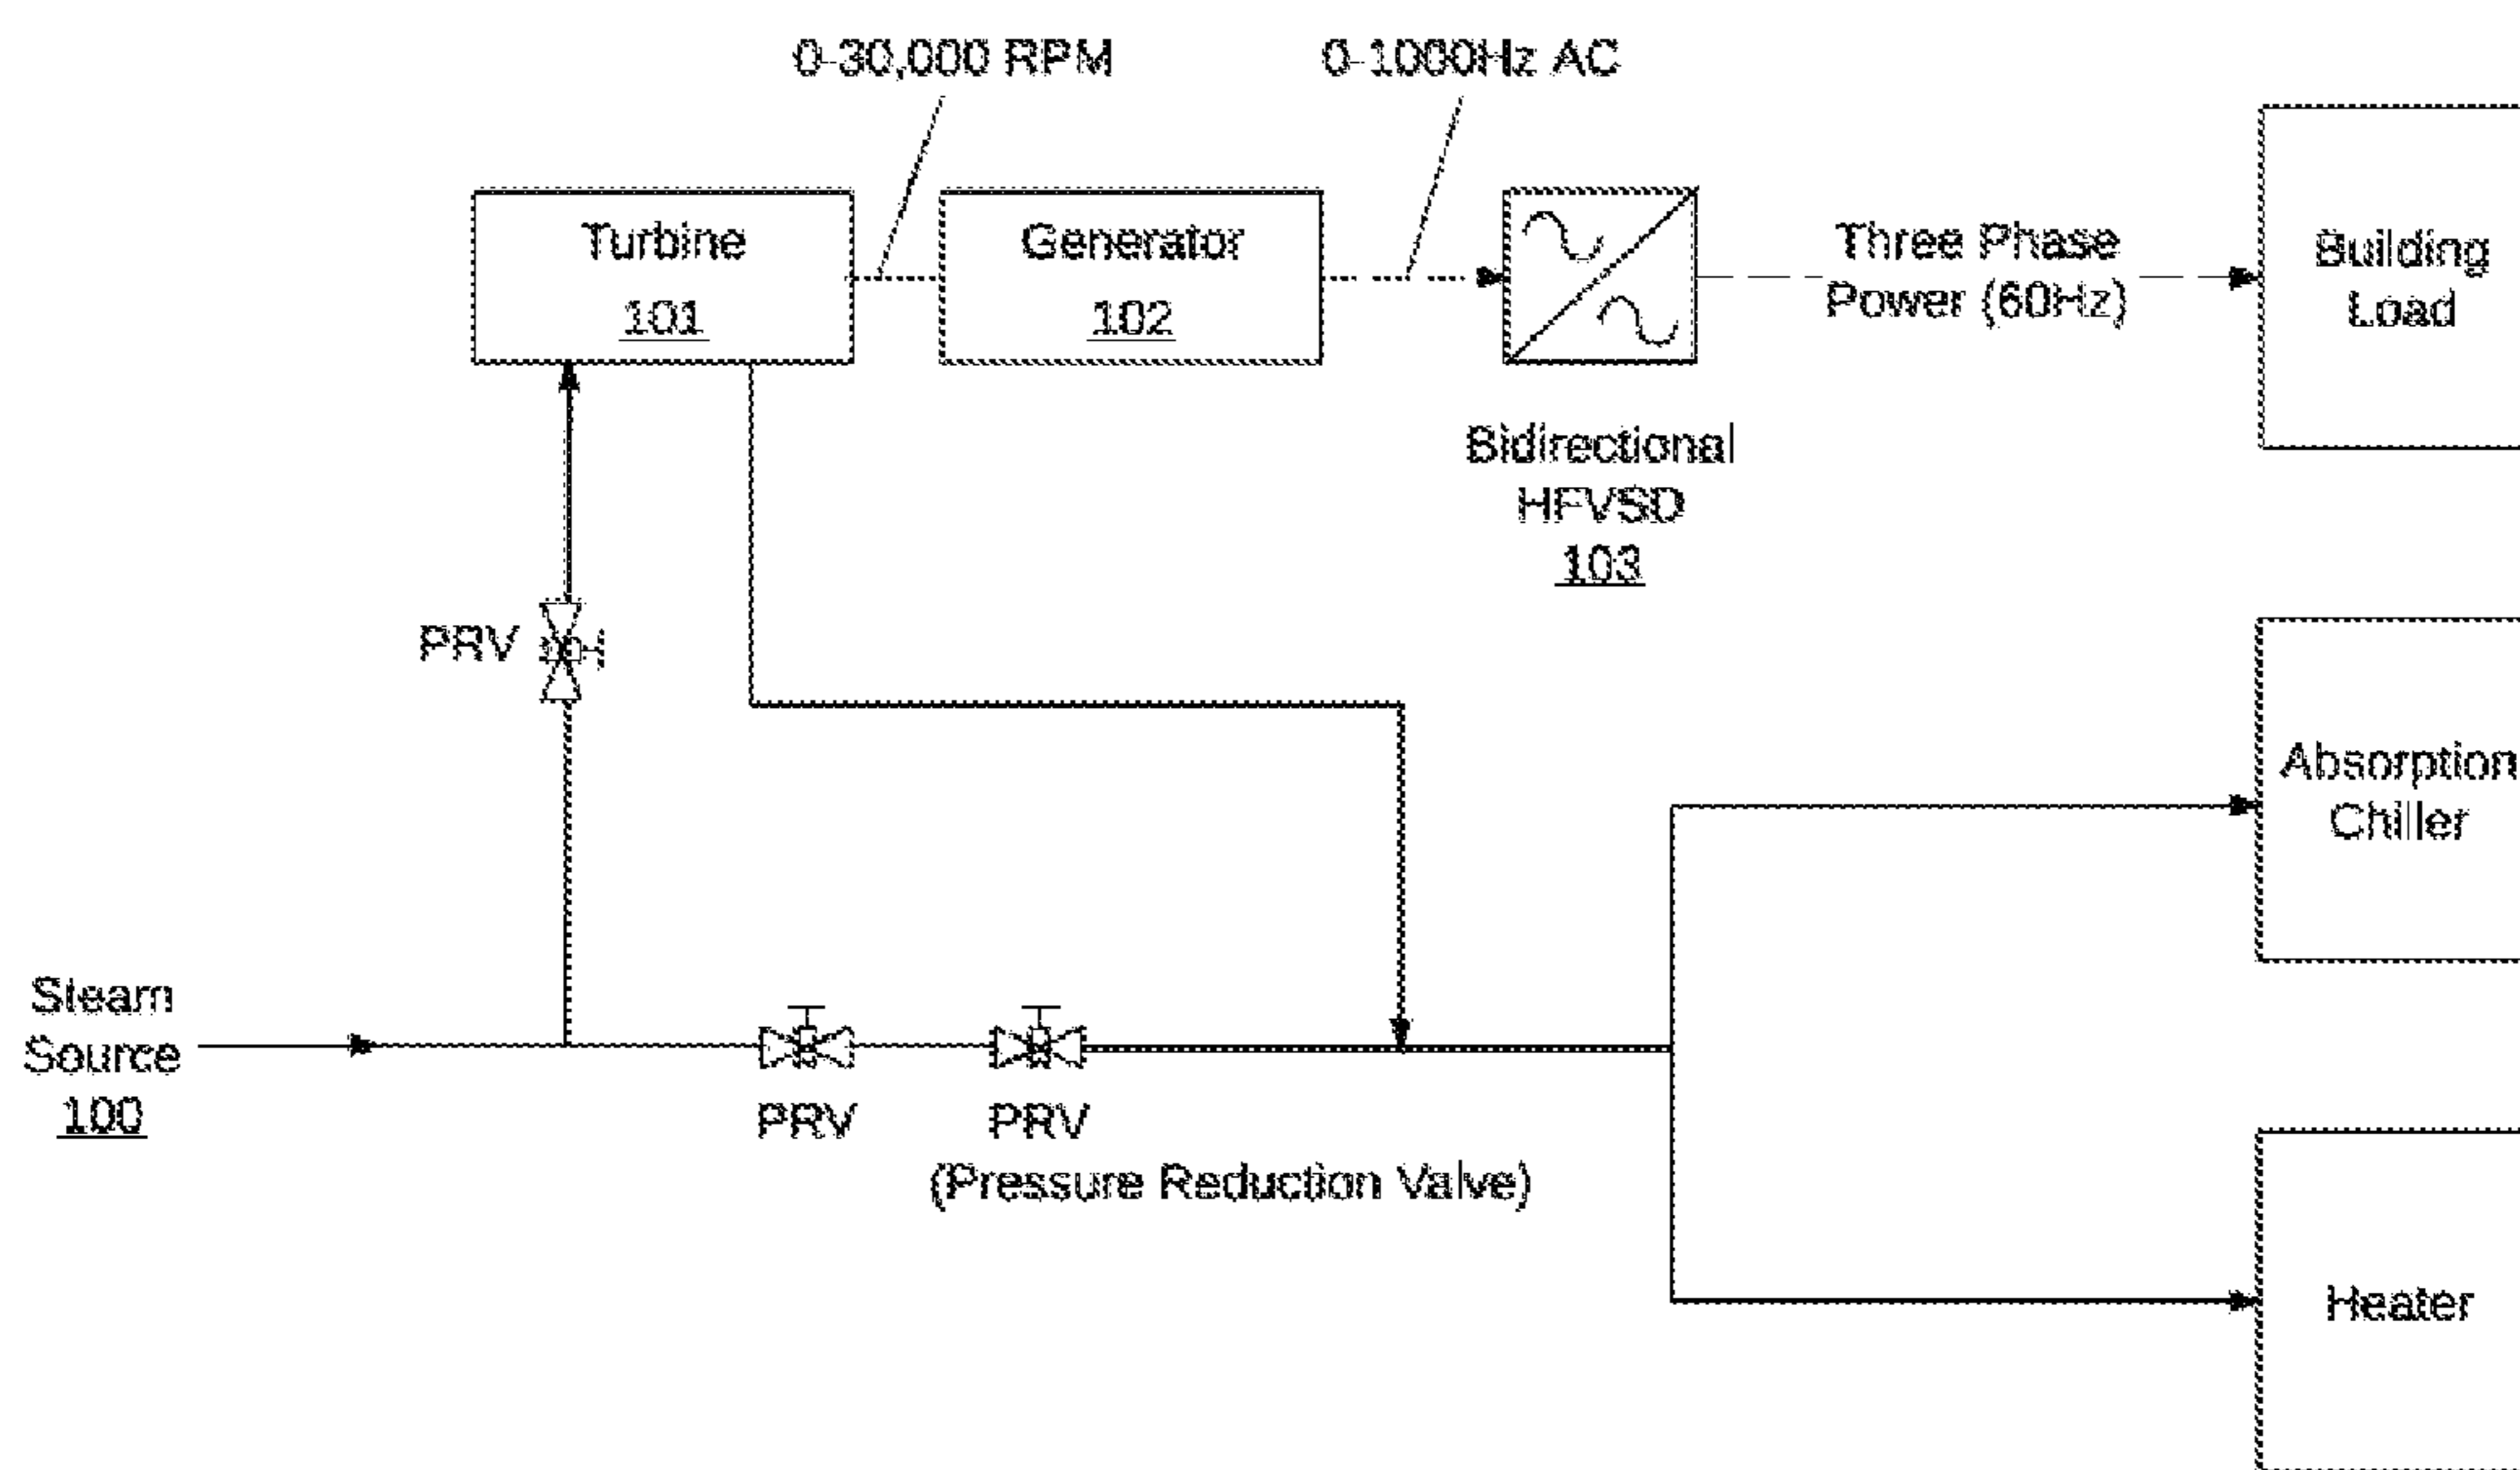 0-30,000 RPM
0-1000Hz AC
Turbine
101
Generator
102
Three Phase
Power (60Hz)
Building
Load
Bidirectional
HFVSD
103
PRV
Absorption
Chiller
Steam
Source
100
PRV
PRV
(Pressure Reduction Valve)
Heater